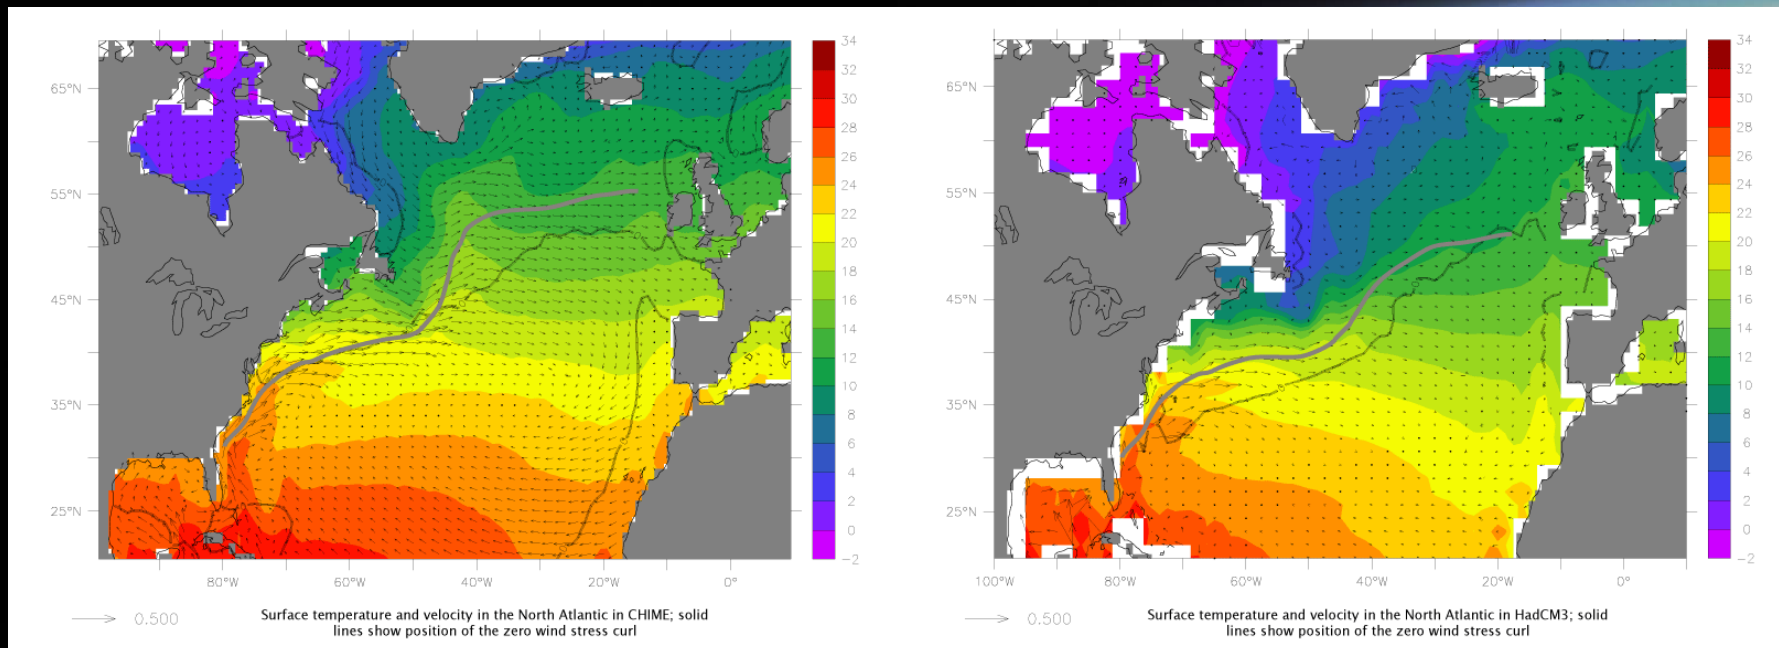 34
32
30
28
26
24
22
20
18
16
14
12
10
8
6
4
2
0
−2
65°N
55°N
45°N
35°N
25°N
80°W
60°W
40°W
20°W
0°
0.500
Surface temperature and velocity in the North Atlantic in CHIME; solid
lines show position of the zero wind stress curl
34
32
30
28
26
24
22
20
18
16
14
12
10
8
6
4
2
0
−2
65°N
55°N
45°N
35°N
25°N
100°W
80°W
60°W
40°W
20°W
0°
0.500
Surface temperature and velocity in the North Atlantic in HadCM3; solid
lines show position of the zero wind stress curl